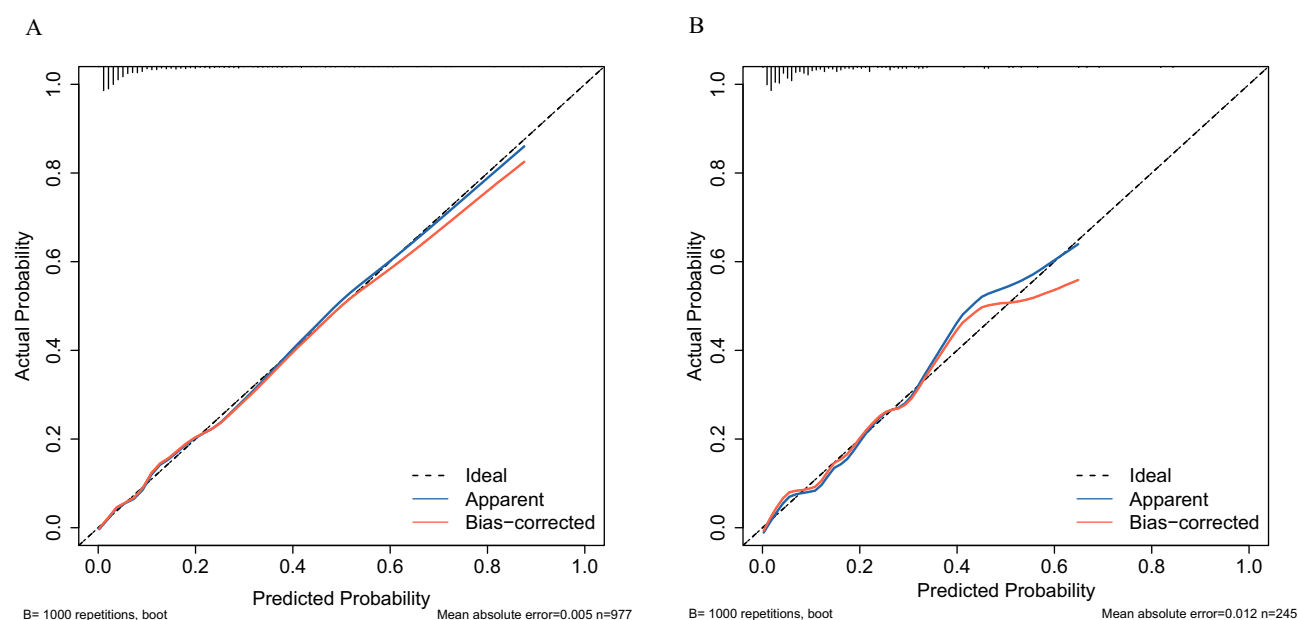 A
Actual Probability
1.0
0.8
0.6
0.4
0.2
0.0
Ideal
Apparent
Bias-corrected
0.0 0.2 0.4 0.6 0.8 1.0
Predicted Probability
B= 1000 repetitions, boot
Mean absolute error=0.005 n=977
B
Actual Probability
1.0
0.8
0.6
0.4
0.2
0.0
Ideal
Apparent
Bias-corrected
0.0 0.2 0.4 0.6 0.8 1.0
Predicted Probability
B= 1000 repetitions, boot
Mean absolute error=0.012 n=245